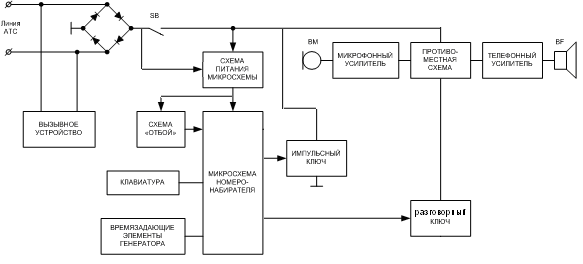 Линия
АТС
SB
BM
BF
СХЕМА
ПИТАНИЯ
МИКРОСХЕМЫ
МИКРОФОННЫЙ
УСИЛИТЕЛЬ
ПРОТИВО-
МЕСТНАЯ
СХЕМА
ТЕЛЕФОННЫЙ
УСИЛИТЕЛЬ
ВЫЗЫВНОЕ
УСТРОЙСТВО
СХЕМА
«ОТБОЙ»
МИКРОСХЕМА
НОМЕРО-
НАБИРАТЕЛЯ
ИМПУЛЬСНЫЙ
КЛЮЧ
КЛАВИАТУРА
ВРЕМЯЗАДАЮЩИЕ
ЭЛЕМЕНТЫ
ГЕНЕРАТОРА
разговорный
КЛЮЧ